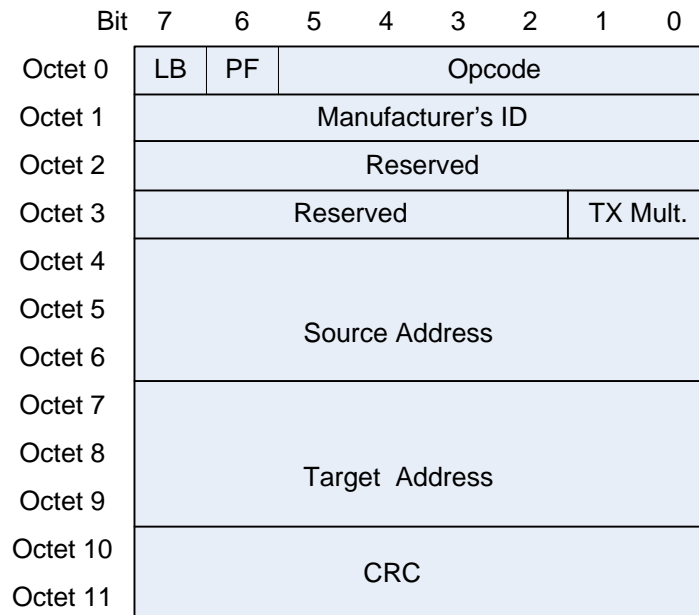 Bit 7 6 5 4 3 2 1 0
Octet 0 LB PF Opcode
Octet 1 Manufacturer's ID
Octet 2 Reserved
Octet 3 Reserved TX Mult.
Octet 4
Octet 5
Source Address
Octet 6
Octet 7
Octet 8
Target Address
Octet 9
Octet 10
CRC
Octet 11